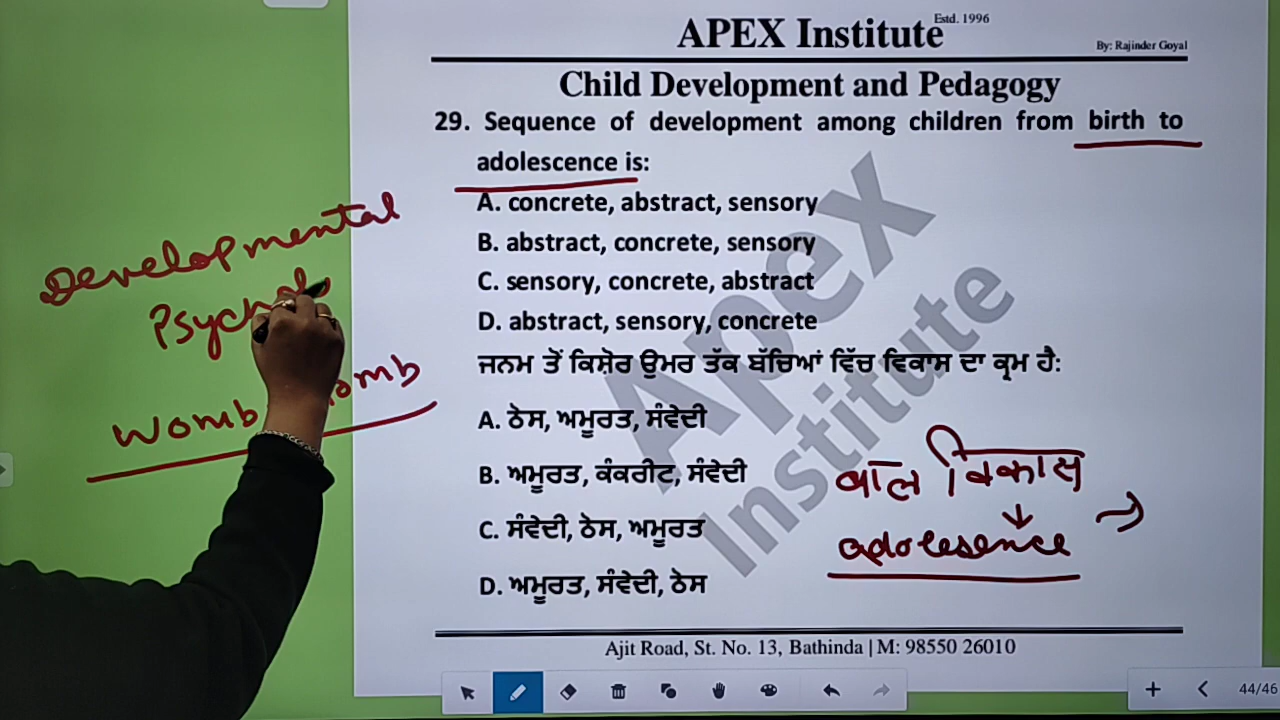 APEX Institute
Estd. 1996
By: Rajinder Goyal
Child Development and Pedagogy
29. Sequence of development among children from birth to
adolescence is:
A. concrete, abstract, sensory
B. abstract, concrete, sensory
C. sensory, concrete, abstract
D. abstract, sensory, concrete
ਜਨਮ ਤੋਂ ਕਿਸ਼ੋਰ ਉਮਰ ਤੱਕ ਬੱਚਿਆਂ ਵਿੱਚ ਵਿਕਾਸ ਦਾ ਕ੍ਰਮ ਹੈ:
A. ਠੋਸ, ਅਮੂਰਤ, ਸੰਵੇਦੀ
B. ਅਮੂਰਤ, ਕੰਕਰੀਟ, ਸੰਵੇਦੀ
C. ਸੰਵੇਦੀ, ਠੋਸ, ਅਮੂਰਤ
D. ਅਮੂਰਤ, ਸੰਵੇਦੀ, ਠੋਸ
Apex
Institute
Developmental
Psychol
Womb
बाल विकास
adolesence
Ajit Road, St. No. 13, Bathinda | M: 98550 26010
44/46